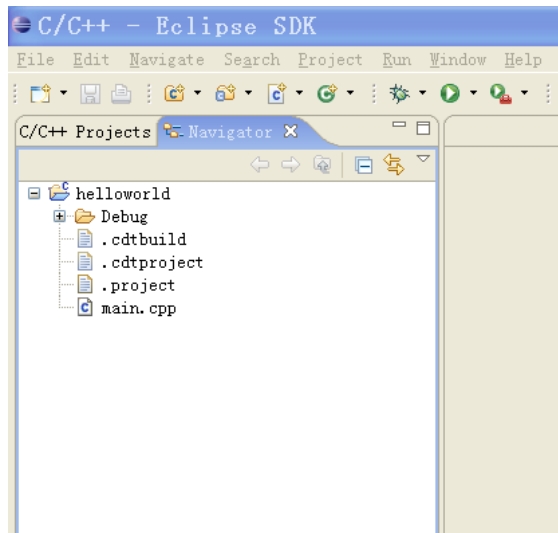 C/C++ - Eclipse SDK
File Edit Navigate Search Project Run Window Help
C/C++ Projects Navigator
helloworld
Debug
.cdtbuild
.cdtproject
.project
main.cpp